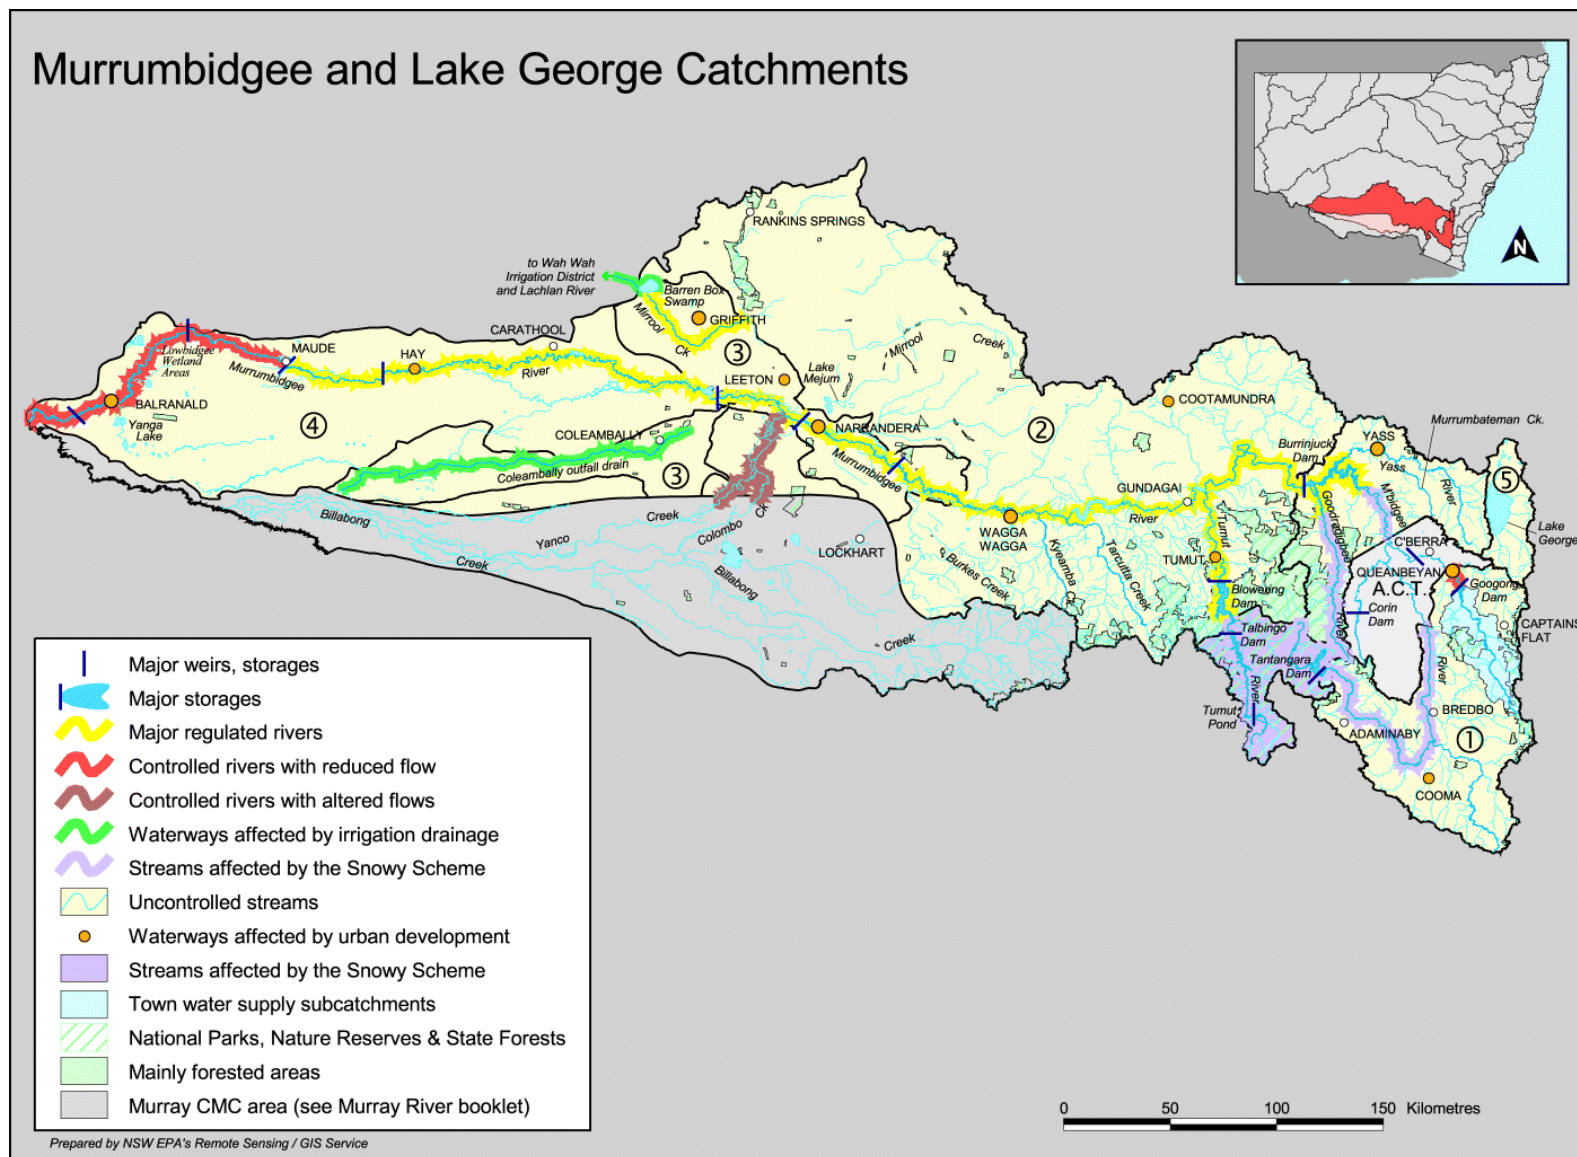 Murrumbidgee and Lake George Catchments
N
RANKINS SPRINGS
to Wah Wah
Irrigation District
and Lachlan River
Barren Box
Swamp
Mirrool
Ck
GRIFFITH
3
CARATHOOL
MAUDE
HAY
Lowbidgee
Wetland
Areas
Murrumbidgee
River
LEETON
Lake
Mejum
Mirrool
Creek
BALRANALD
Yanga
Lake
4
COLEAMBALLY
Coleambally outfall drain
3
NARRANDERA
Murrumbidgee
2
COOTAMUNDRA
Murrumbateman Ck.
Burrinjuck
Dam
YASS
Yass
River
5
Lake
George
GUNDAGAI
River
Goodradigbee
River
M'bidgee
C'BERRA
QUEANBEYAN
A.C.T.
Googong
Dam
Corin
Dam
CAPTAINS
FLAT
Billabong
Creek
Yanco
Creek
Colombo
Ck
Billabong
Creek
LOCKHART
WAGGA
WAGGA
Burkes Creek
Kyeamba Ck
Tarcutta Creek
Tumut
TUMUT
Blowering
Dam
Talbingo
Dam
Tantangara
Dam
River
Tumut
Pond
River
BREDBO
ADAMINABY
1
COOMA
Major weirs, storages
Major storages
Major regulated rivers
Controlled rivers with reduced flow
Controlled rivers with altered flows
Waterways affected by irrigation drainage
Streams affected by the Snowy Scheme
Uncontrolled streams
Waterways affected by urban development
Streams affected by the Snowy Scheme
Town water supply subcatchments
National Parks, Nature Reserves & State Forests
Mainly forested areas
Murray CMC area (see Murray River booklet)
0 50 100 150 Kilometres
Prepared by NSW EPA's Remote Sensing / GIS Service